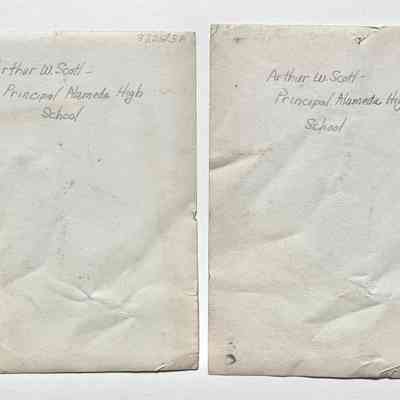 Arthur W. Scott -
Principal Alameda High
School
Arthur W. Scott -
Principal Alameda Hig
School